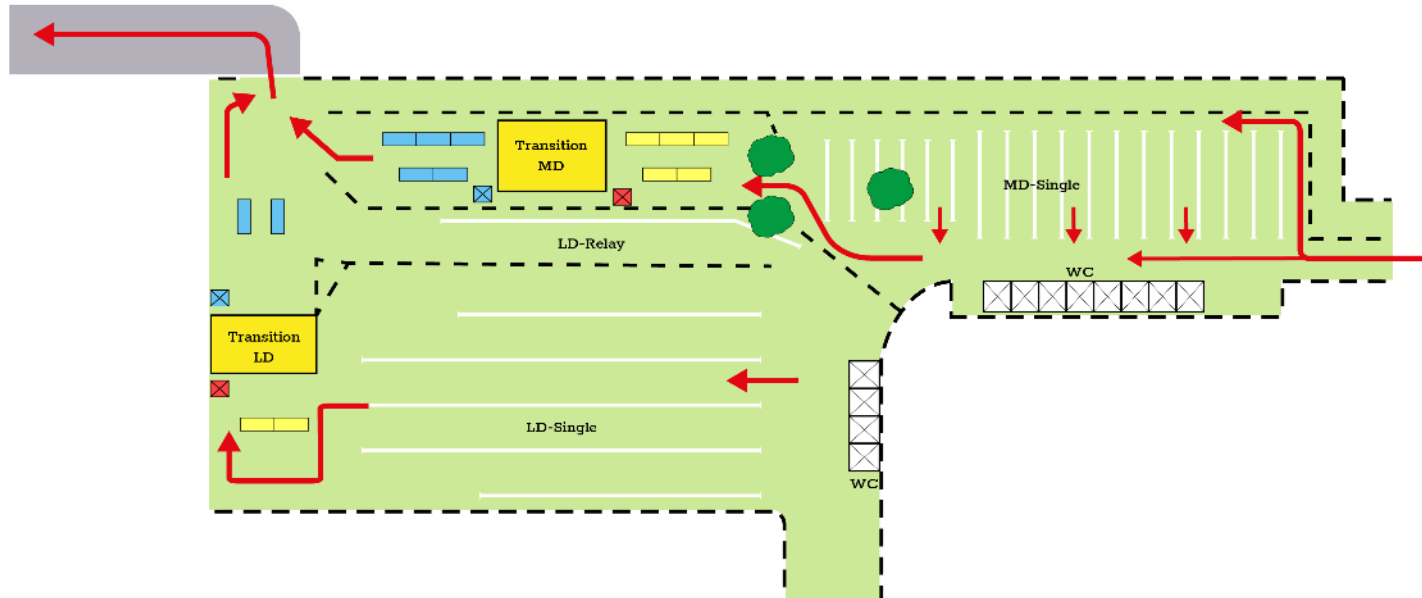 Transition
MD
MD-Single
LD-Relay
WC
Transition
LD
LD-Single
WC